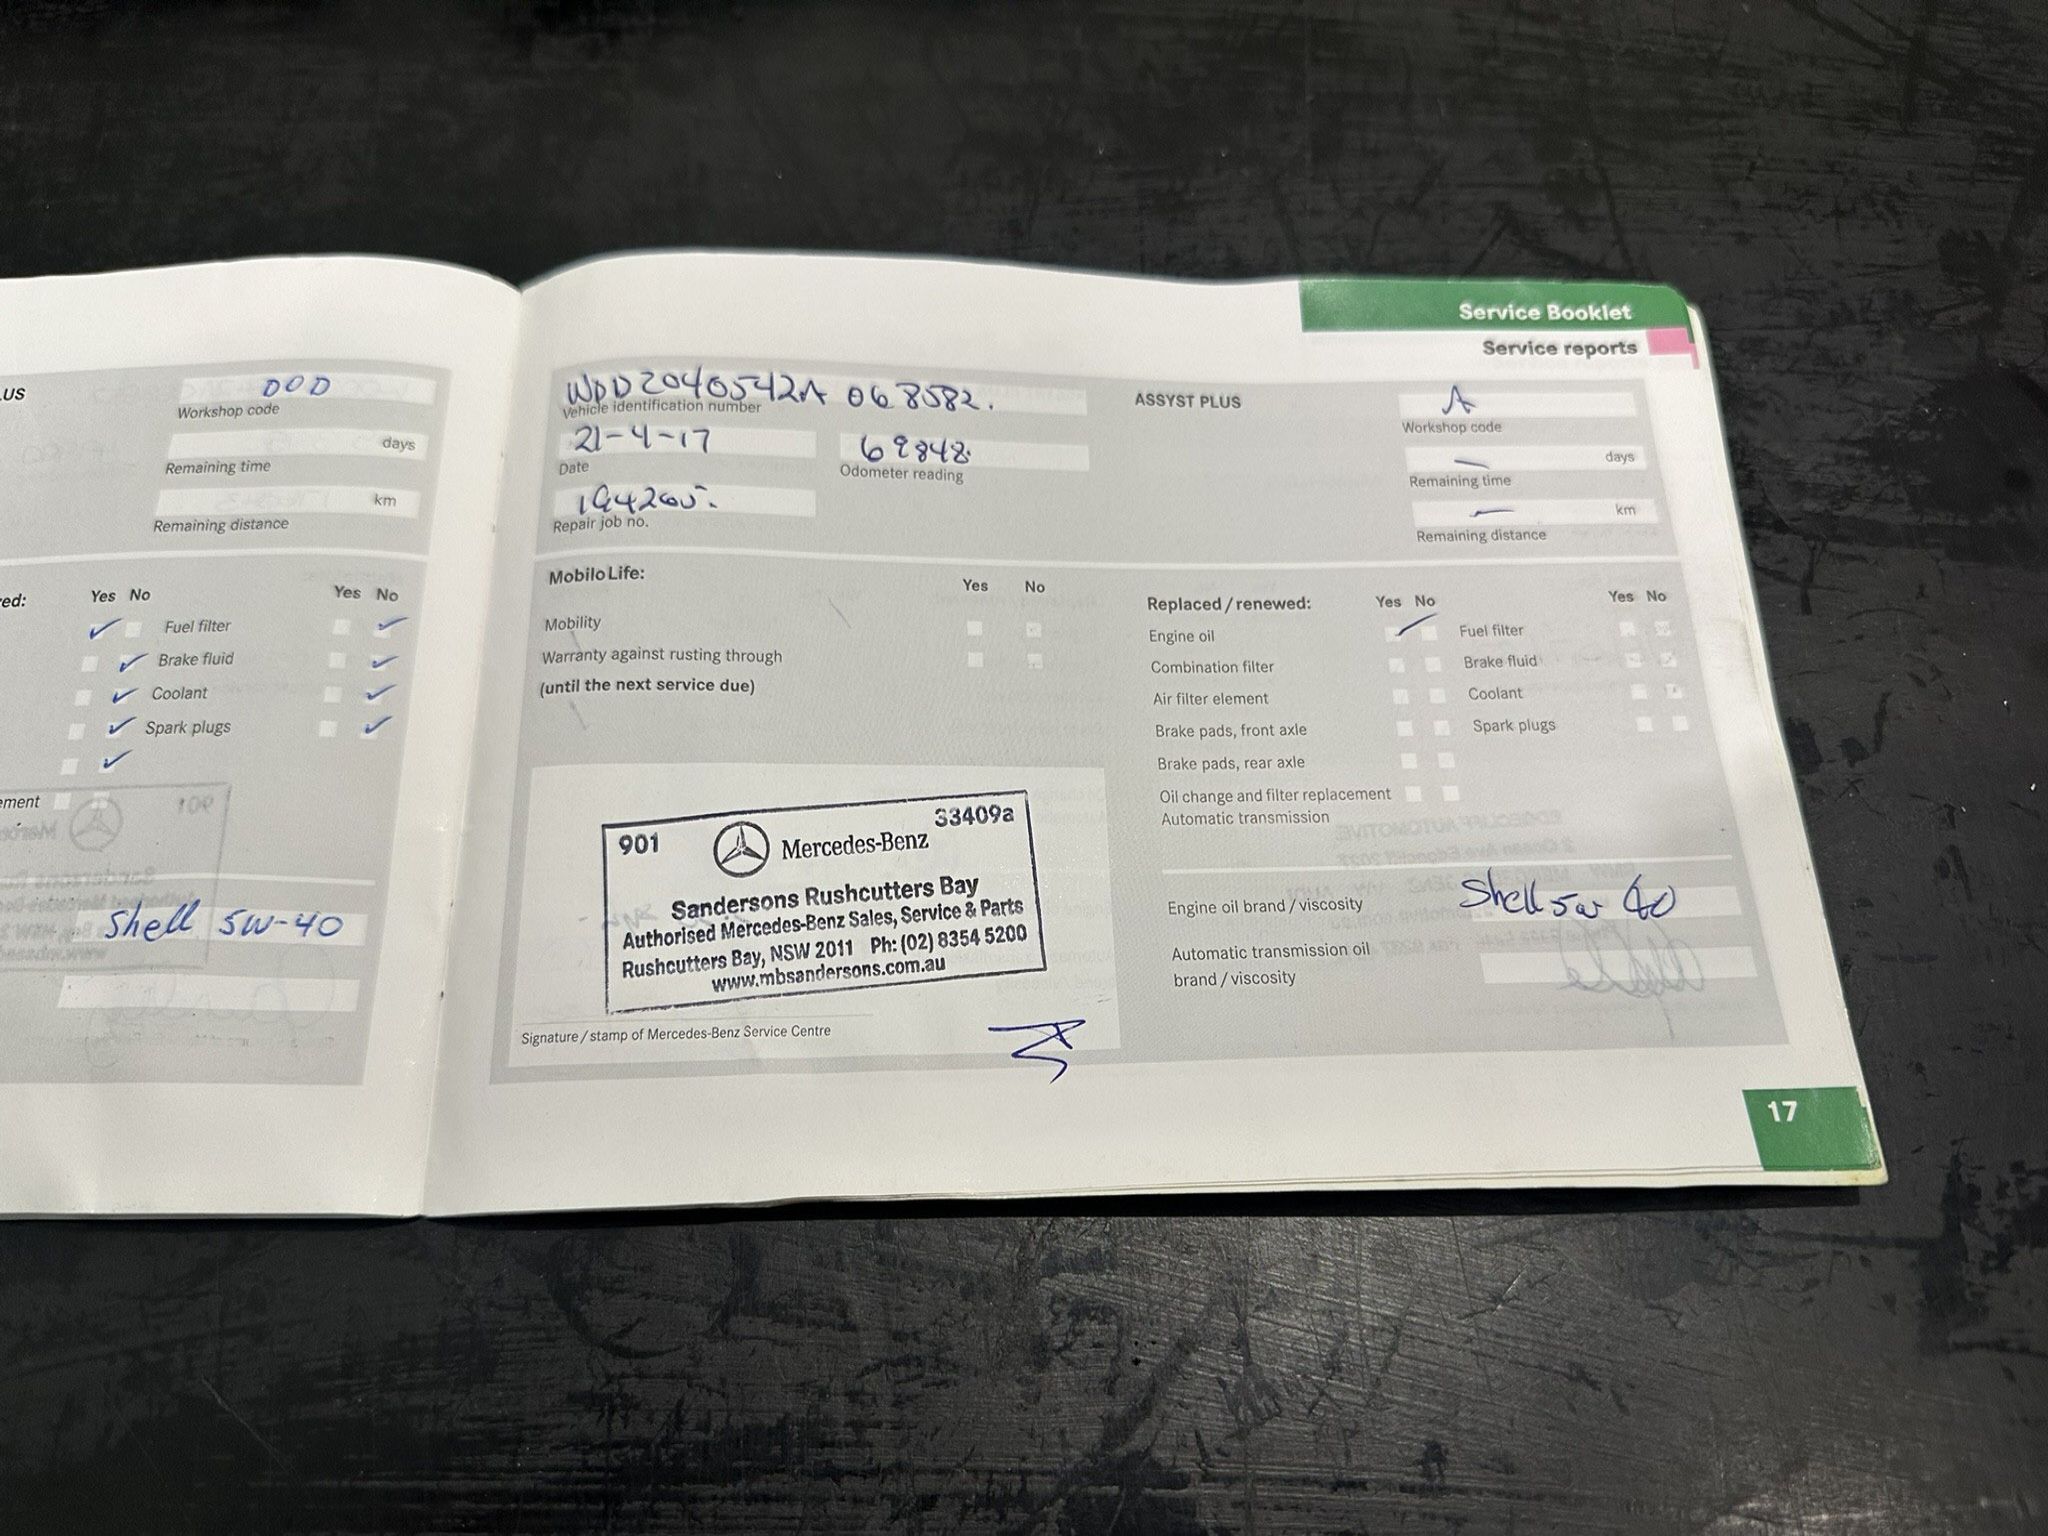 US
DOD
Workshop code
days
Remaining time
km
Remaining distance
ed:
Yes No
Yes No
Fuel filter
Brake fluid
Coolant
Spark plugs
ement
Shell 5W-40
Service Booklet
Service reports
WDD2040542A 068582.
Vehicle identification number
21-4-17
Date
69848.
Odometer reading
Repair job no.
ASSYST PLUS
A
Workshop code
— days
Remaining time
— km
Remaining distance
Mobilo Life:
Yes No
Mobility
Warranty against rusting through
(until the next service due)
Replaced / renewed:
Yes No
Yes No
Engine oil
Fuel filter
Combination filter
Brake fluid
Air filter element
Coolant
Brake pads, front axle
Spark plugs
Brake pads, rear axle
Oil change and filter replacement
Automatic transmission
901
33409a
Mercedes-Benz
Sandersons Rushcutters Bay
Authorised Mercedes-Benz Sales, Service & Parts
Rushcutters Bay, NSW 2011 Ph: (02) 8354 5200
www.mbsandersons.com.au
Signature / stamp of Mercedes-Benz Service Centre
Engine oil brand / viscosity
Shell 5w 40
Automatic transmission oil
brand / viscosity
17